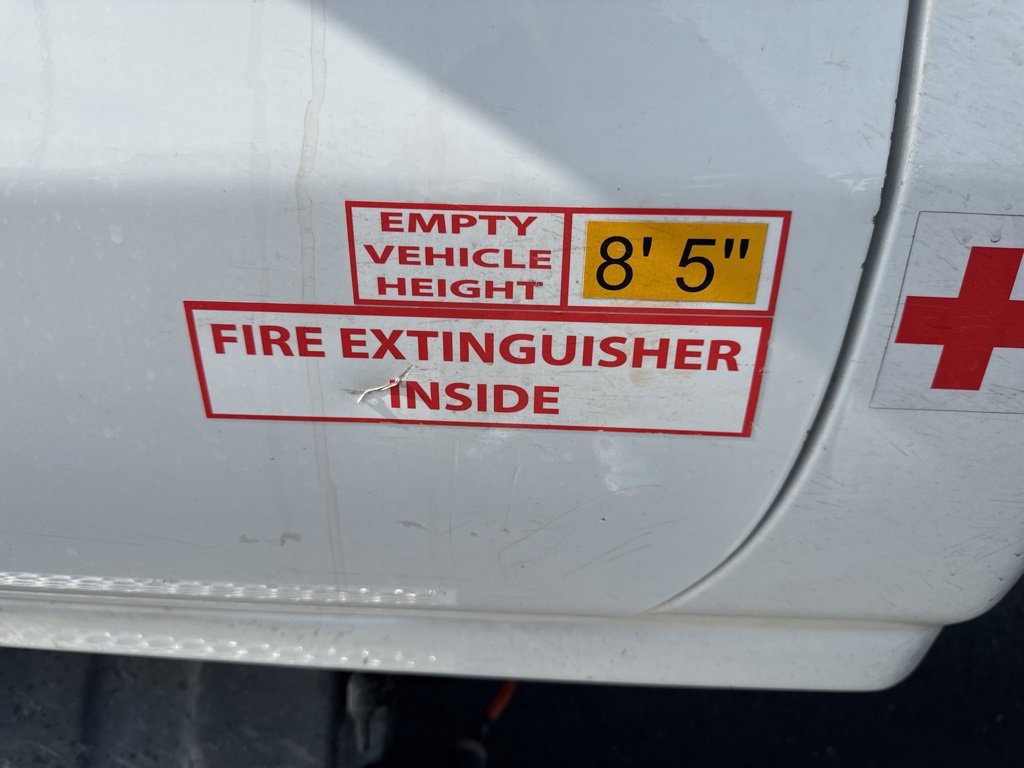 EMPTY
VEHICLE
HEIGHT
8' 5"
FIRE EXTINGUISHER
INSIDE